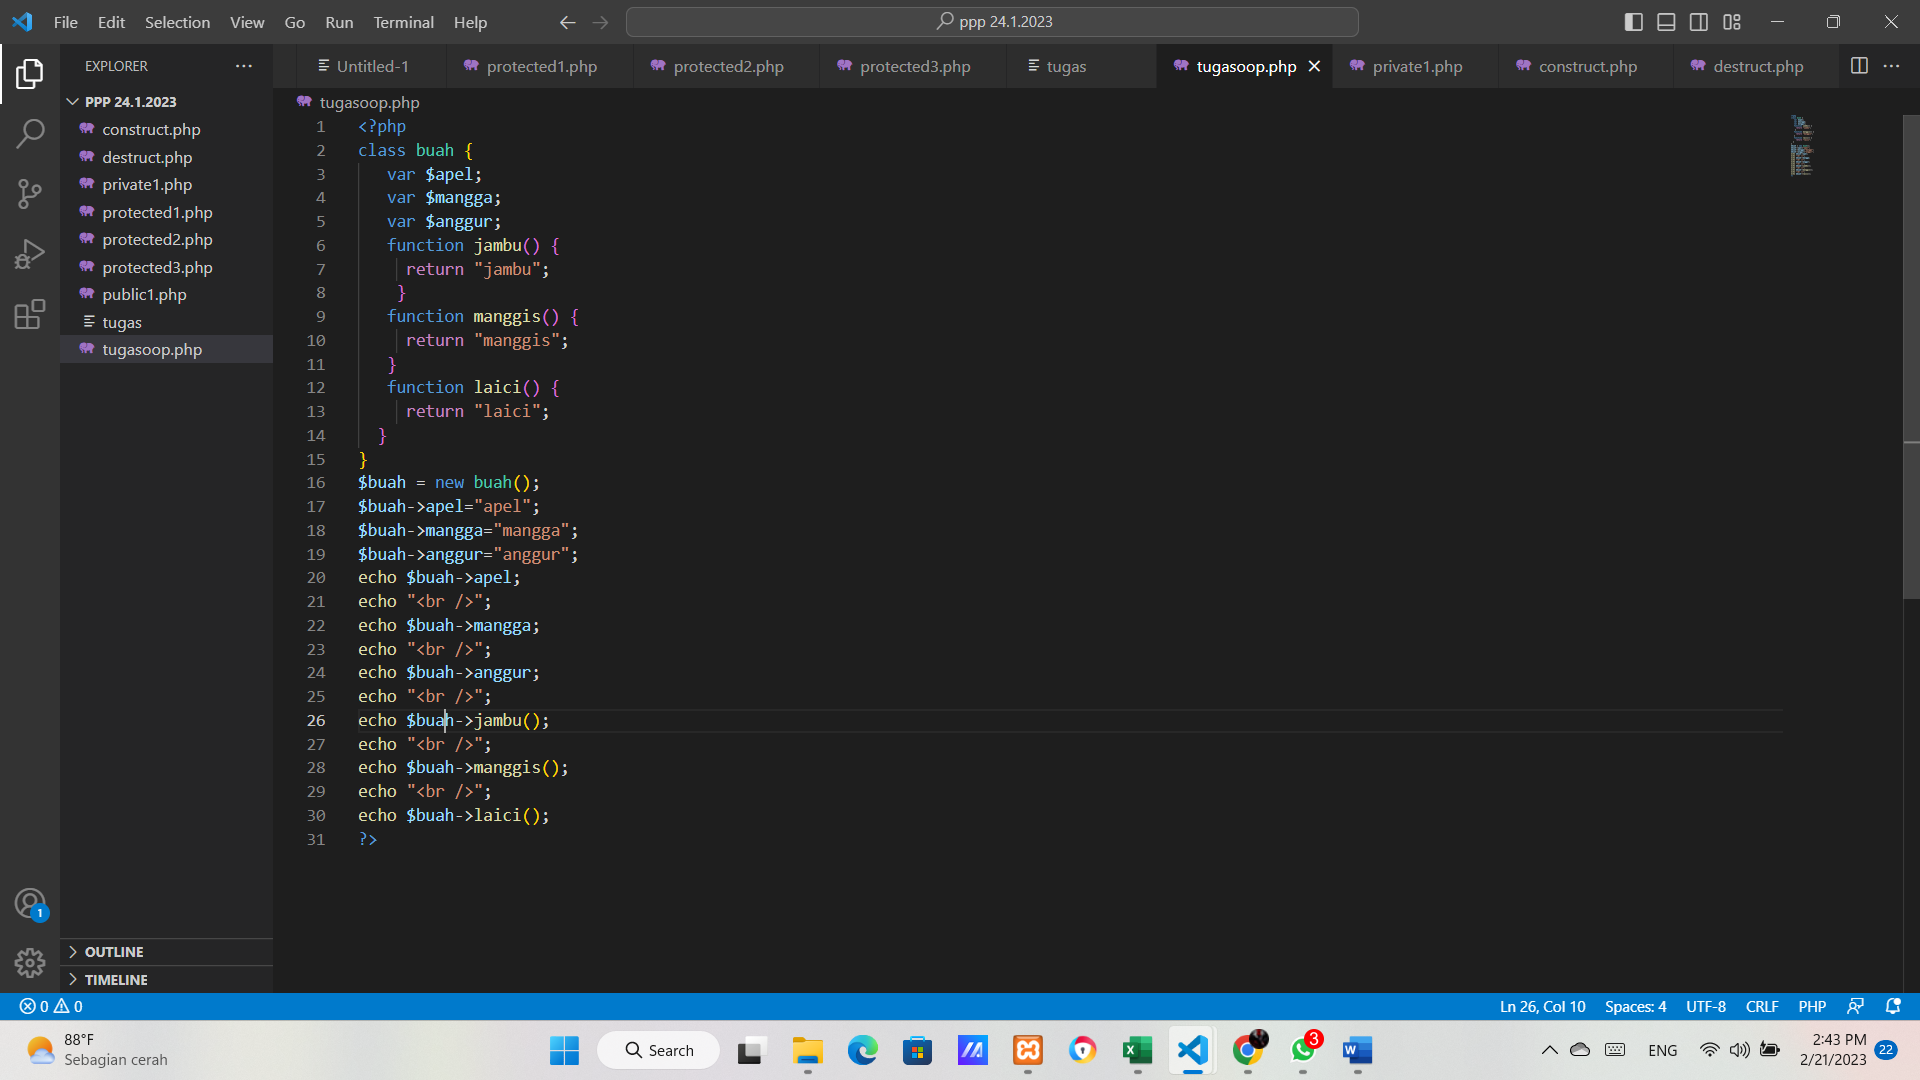 File Edit Selection View Go Run Terminal Help
ppp 24.1.2023
EXPLORER
Untitled-1
protected1.php
protected2.php
protected3.php
tugas
tugasoop.php
private1.php
construct.php
destruct.php
PPP 24.1.2023
construct.php
destruct.php
private1.php
protected1.php
protected2.php
protected3.php
public1.php
tugas
tugasoop.php
OUTLINE
TIMELINE
tugasoop.php
1 <?php
2 class buah {
3 var $apel;
4 var $mangga;
5 var $anggur;
6 function jambu() {
7 return "jambu";
8 }
9 function manggis() {
10 return "manggis";
11 }
12 function laici() {
13 return "laici";
14 }
15 }
16 $buah = new buah();
17 $buah->apel="apel";
18 $buah->mangga="mangga";
19 $buah->anggur="anggur";
20 echo $buah->apel;
21 echo "<br />";
22 echo $buah->mangga;
23 echo "<br />";
24 echo $buah->anggur;
25 echo "<br />";
26 echo $buah->jambu();
27 echo "<br />";
28 echo $buah->manggis();
29 echo "<br />";
30 echo $buah->laici();
31 ?>
1
0 0
Ln 26, Col 10 Spaces: 4 UTF-8 CRLF PHP
88°F
Sebagian cerah
Search
3
ENG
2:43 PM
2/21/2023
22